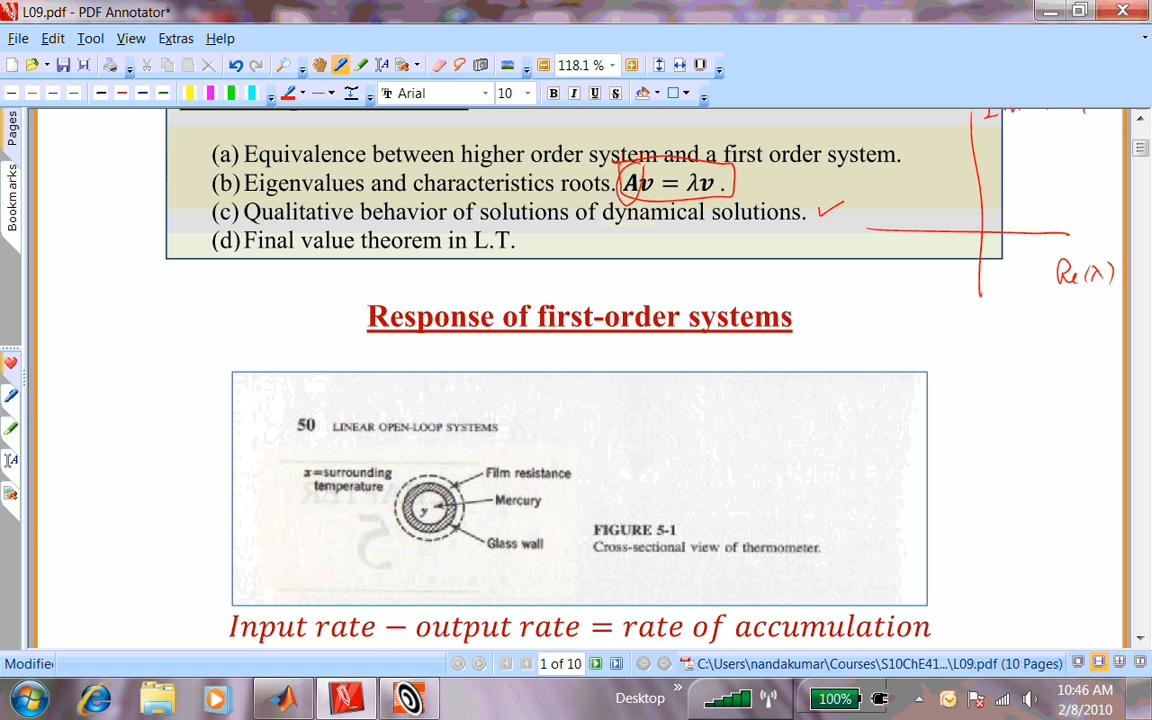 L09.pdf - PDF Annotator*
File Edit Tool View Extras Help
118.1 %
Arial 10 B I U S
Pages
Bookmarks
(a) Equivalence between higher order system and a first order system.
(b) Eigenvalues and characteristics roots. Av = λv .
(c) Qualitative behavior of solutions of dynamical solutions.
(d) Final value theorem in L.T.
Re(λ)
Response of first-order systems
50 LINEAR OPEN-LOOP SYSTEMS
x=surrounding
temperature
Film resistance
Mercury
y
Glass wall
FIGURE 5-1
Cross-sectional view of thermometer.
Input rate − output rate = rate of accumulation
Modifie
1 of 10
C:\Users\nandakumar\Courses\S10ChE41...\L09.pdf (10 Pages)
Desktop »
100%
10:46 AM
2/8/2010